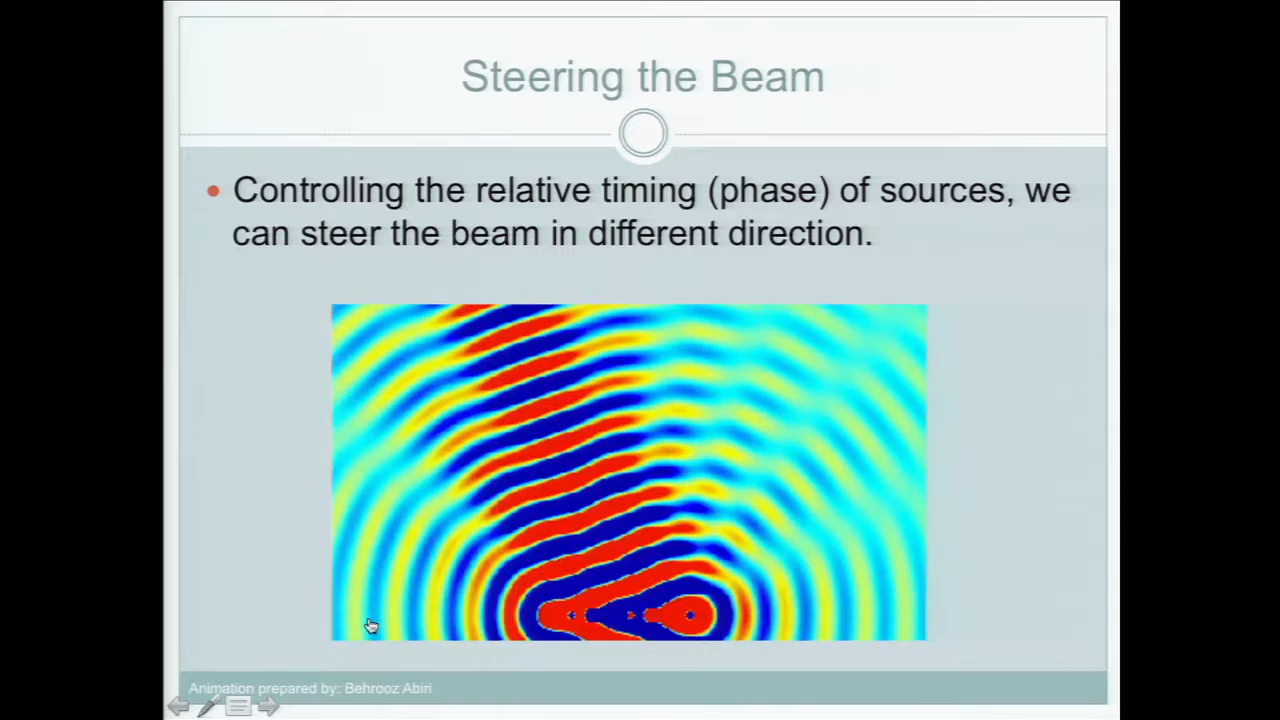 Steering the Beam
Controlling the relative timing (phase) of sources, we
can steer the beam in different direction.
Animation prepared by: Behrooz Abiri